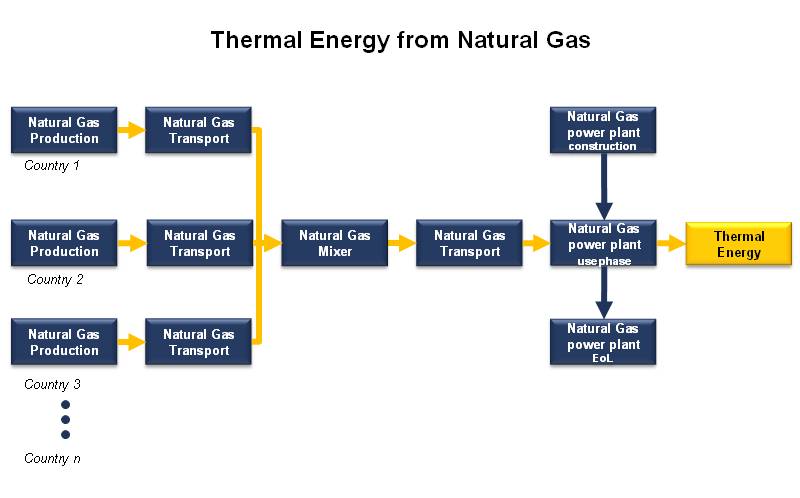 Thermal Energy from Natural Gas
Natural Gas
Production
Country 1
Natural Gas
Transport
Natural Gas
power plant
construction
Natural Gas
Production
Country 2
Natural Gas
Transport
Natural Gas
Mixer
Natural Gas
Transport
Natural Gas
power plant
use phase
Thermal
Energy
Natural Gas
Production
Country 3
Natural Gas
Transport
Natural Gas
power plant
EoL
Country n